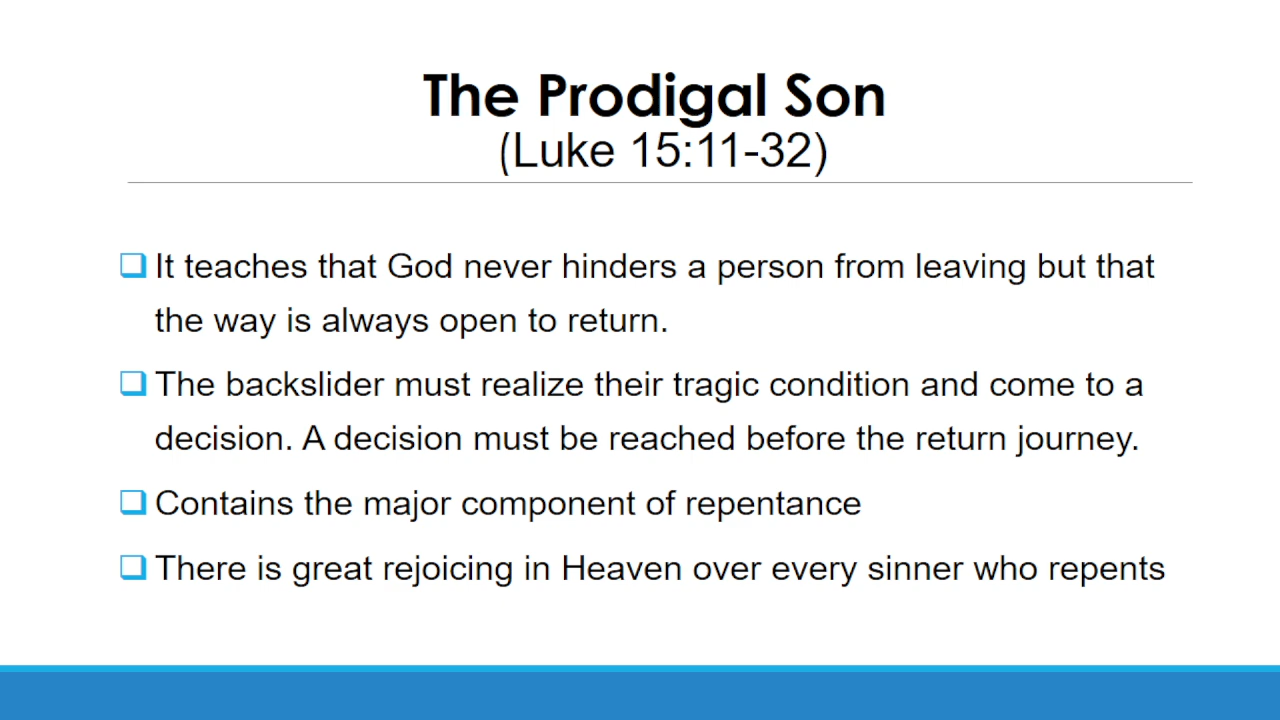 The Prodigal Son
(Luke 15:11-32)
It teaches that God never hinders a person from leaving but that
the way is always open to return.
The backslider must realize their tragic condition and come to a
decision. A decision must be reached before the return journey.
Contains the major component of repentance
There is great rejoicing in Heaven over every sinner who repents